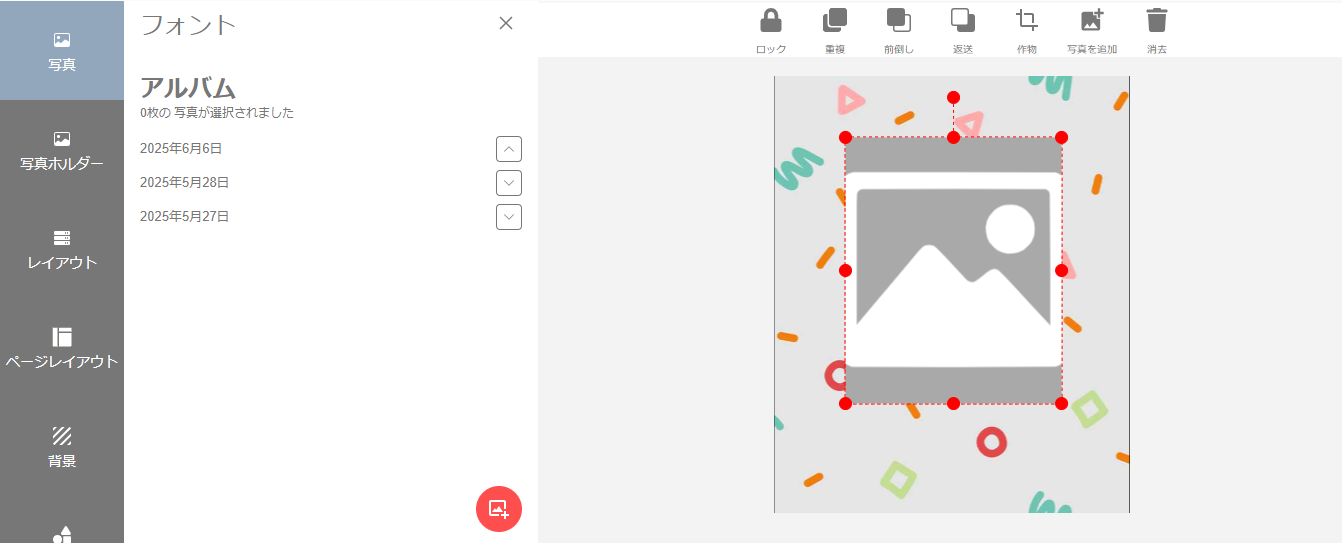 写真
写真ホルダー
レイアウト
ページレイアウト
背景
フォント
アルバム
0枚の 写真が選択されました
2025年6月6日
2025年5月28日
2025年5月27日
ロック
重複
前倒し
返送
作物
写真を追加
消去